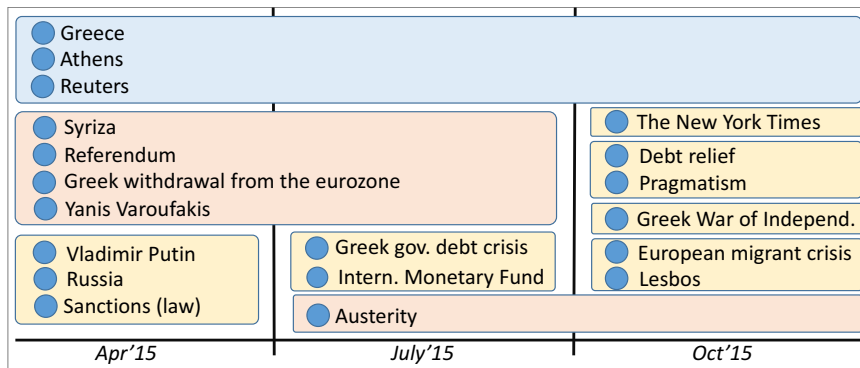 Greece
Athens
Reuters
Syriza
Referendum
Greek withdrawal from the eurozone
Yanis Varoufakis
The New York Times
Debt relief
Pragmatism
Greek War of Independ.
Vladimir Putin
Russia
Sanctions (law)
Greek gov. debt crisis
Intern. Monetary Fund
European migrant crisis
Lesbos
Austerity
Apr'15
July'15
Oct'15